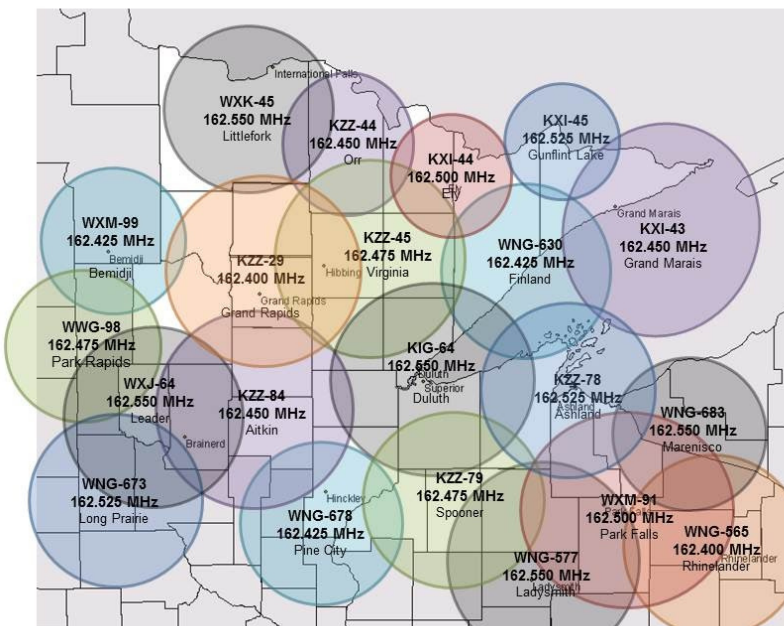 International Falls
WXK-45
162.550 MHz
Littlefork
KZZ-44
162.450 MHz
Orr
KXI-44
162.500 MHz
Ely
Ely
KXI-45
162.525 MHz
Gunflint Lake
Grand Marais
KXI-43
162.450 MHz
Grand Marais
WXM-99
162.425 MHz
Bemidji
Bemidji
KZZ-29
162.400 MHz
Grand Rapids
Grand Rapids
Hibbing
KZZ-45
162.475 MHz
Virginia
WNG-630
162.425 MHz
Finland
WWG-98
162.475 MHz
Park Rapids
WXJ-64
162.550 MHz
Leader
Brainerd
KZZ-84
162.450 MHz
Aitkin
KIG-64
162.550 MHz
Duluth
Superior
Duluth
KZZ-78
162.525 MHz
Ashland
Ashland
WNG-683
162.550 MHz
Marenisco
WNG-673
162.525 MHz
Long Prairie
Hinckley
WNG-678
162.425 MHz
Pine City
KZZ-79
162.475 MHz
Spooner
WXM-91
162.500 MHz
Park Falls
Park Falls
WNG-577
162.550 MHz
Ladysmith
Ladysmith
WNG-565
162.400 MHz
Rhinelander
Rhinelander